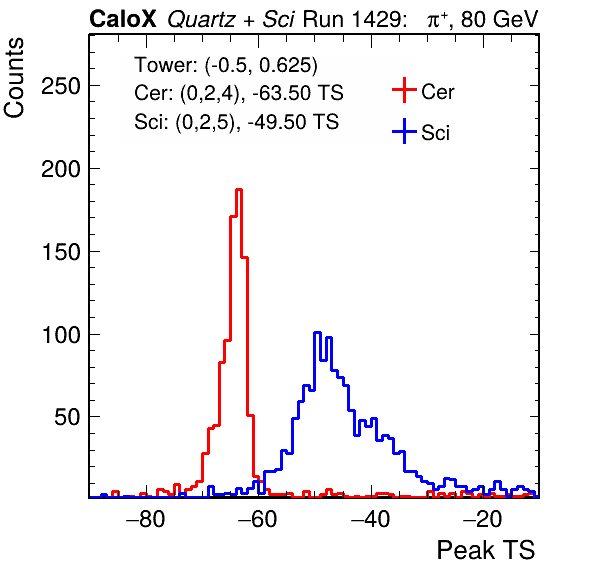 CaloX Quartz + Sci Run 1429: π⁺, 80 GeV
Counts
Tower: (-0.5, 0.625)
Cer: (0,2,4), -63.50 TS
Sci: (0,2,5), -49.50 TS
Cer
Sci
250
200
150
100
50
−80 −60 −40 −20
Peak TS